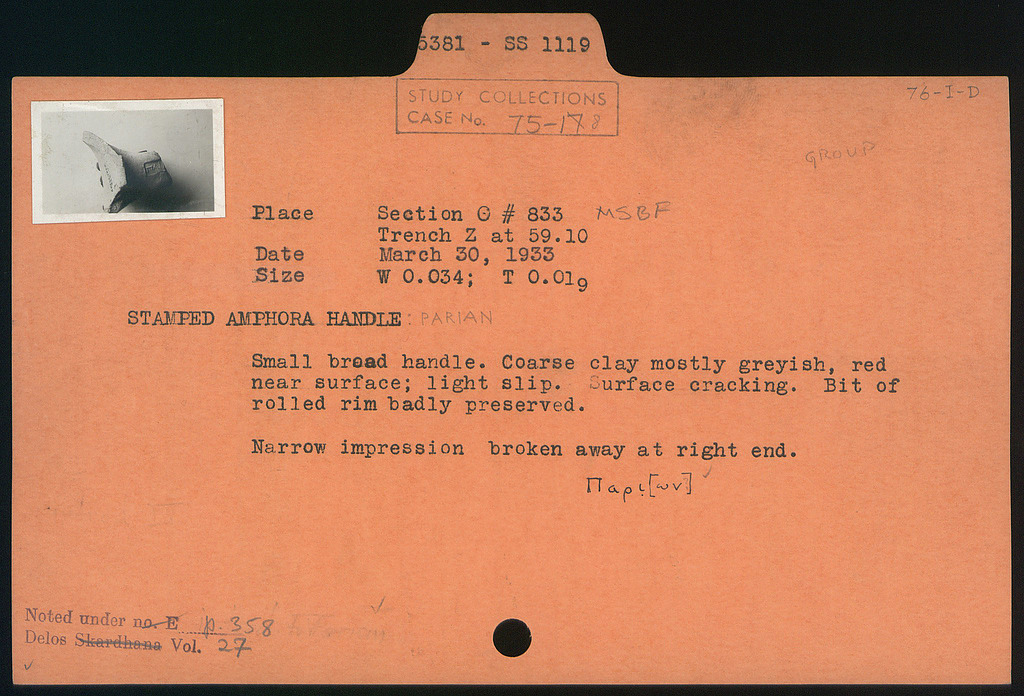 5381 - SS 1119
76-I-D
STUDY COLLECTIONS
CASE No. 75-178
GROUP
Place Section Θ # 833 MSBF
Trench Z at 59.10
Date March 30, 1933
Size W 0.034; T 0.019
STAMPED AMPHORA HANDLE: PARIAN
Small broad handle. Coarse clay mostly greyish, red
near surface; light slip. Surface cracking. Bit of
rolled rim badly preserved.
Narrow impression broken away at right end.
Παρι[ων]
Noted under no. E p. 358
Delos Skardhana Vol. 27